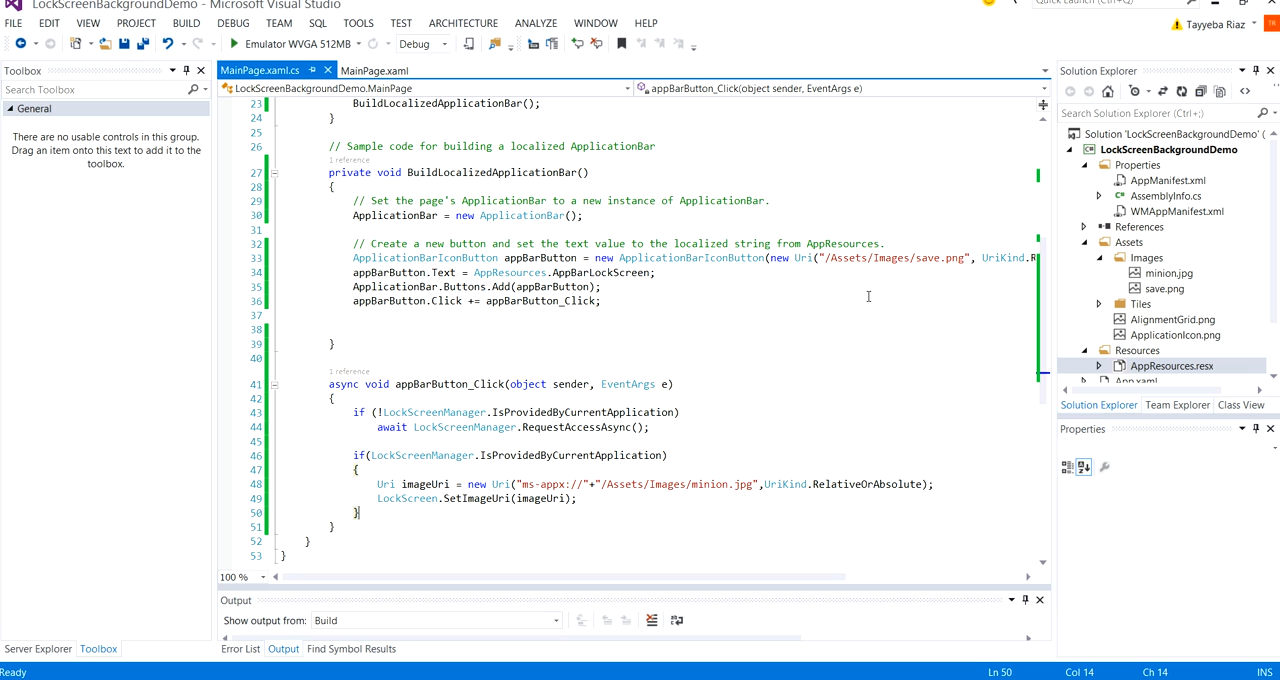 LockScreenBackgroundDemo - Microsoft Visual Studio
Quick Launch (Ctrl+Q)
FILE EDIT VIEW PROJECT BUILD DEBUG TEAM SQL TOOLS TEST ARCHITECTURE ANALYZE WINDOW HELP
Tayyeba Riaz TR
Emulator WVGA 512MB Debug
Toolbox
Search Toolbox
General
There are no usable controls in this group.
Drag an item onto this text to add it to the
toolbox.
Server Explorer Toolbox
MainPage.xaml.cs MainPage.xaml
LockScreenBackgroundDemo.MainPage appBarButton_Click(object sender, EventArgs e)
23 BuildLocalizedApplicationBar();
24 }
25
26 // Sample code for building a localized ApplicationBar
1 reference
27 private void BuildLocalizedApplicationBar()
28 {
29 // Set the page's ApplicationBar to a new instance of ApplicationBar.
30 ApplicationBar = new ApplicationBar();
31
32 // Create a new button and set the text value to the localized string from AppResources.
33 ApplicationBarIconButton appBarButton = new ApplicationBarIconButton(new Uri("/Assets/Images/save.png", UriKind.R
34 appBarButton.Text = AppResources.AppBarLockScreen;
35 ApplicationBar.Buttons.Add(appBarButton);
36 appBarButton.Click += appBarButton_Click;
37
38
39 }
40
1 reference
41 async void appBarButton_Click(object sender, EventArgs e)
42 {
43 if (!LockScreenManager.IsProvidedByCurrentApplication)
44 await LockScreenManager.RequestAccessAsync();
45
46 if(LockScreenManager.IsProvidedByCurrentApplication)
47 {
48 Uri imageUri = new Uri("ms-appx://"+"/Assets/Images/minion.jpg",UriKind.RelativeOrAbsolute);
49 LockScreen.SetImageUri(imageUri);
50 }
51 }
52 }
53 }
100 %
Output
Show output from: Build
Error List Output Find Symbol Results
Solution Explorer
Search Solution Explorer (Ctrl+;)
Solution 'LockScreenBackgroundDemo' (
LockScreenBackgroundDemo
Properties
AppManifest.xml
AssemblyInfo.cs
WMAppManifest.xml
References
Assets
Images
minion.jpg
save.png
Tiles
AlignmentGrid.png
ApplicationIcon.png
Resources
AppResources.resx
App.xaml
Solution Explorer Team Explorer Class View
Properties
Ready Ln 50 Col 14 Ch 14 INS